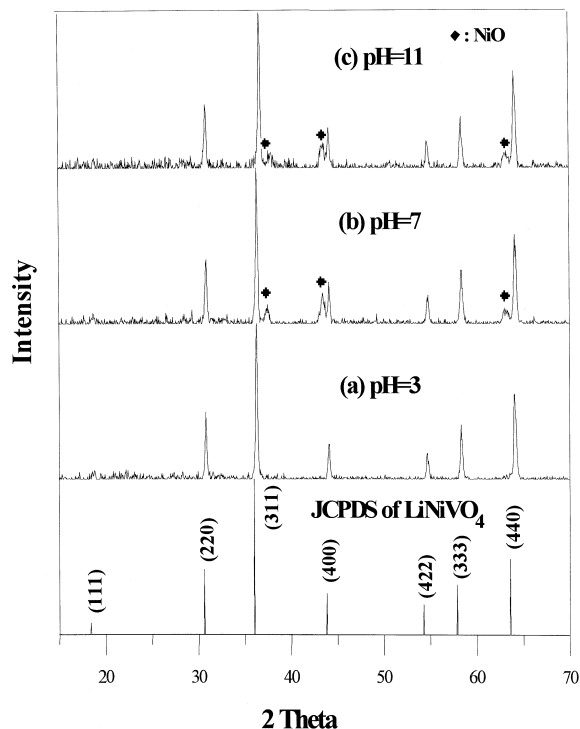 ◆ : NiO
(c) pH=11
(b) pH=7
(a) pH=3
JCPDS of LiNiVO4
(111)
(220)
(311)
(400)
(422)
(333)
(440)
20 30 40 50 60 70
2 Theta
Intensity